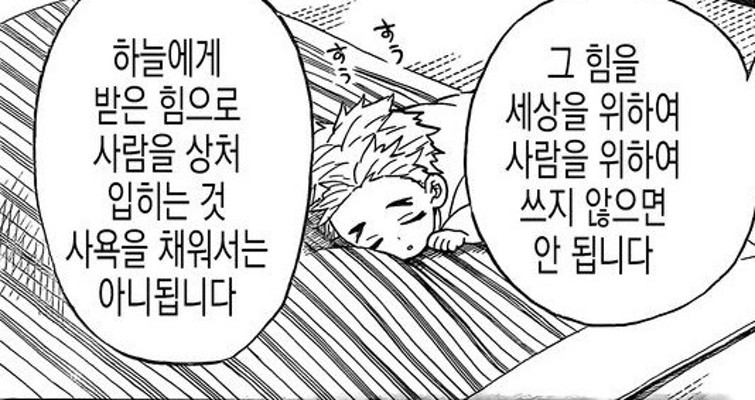 그 힘을
세상을 위하여
사람을 위하여
쓰지 않으면
안 됩니다
すぅ
すぅ
하늘에게
받은 힘으로
사람을 상처
입히는 것
사욕을 채워서는
아니됩니다